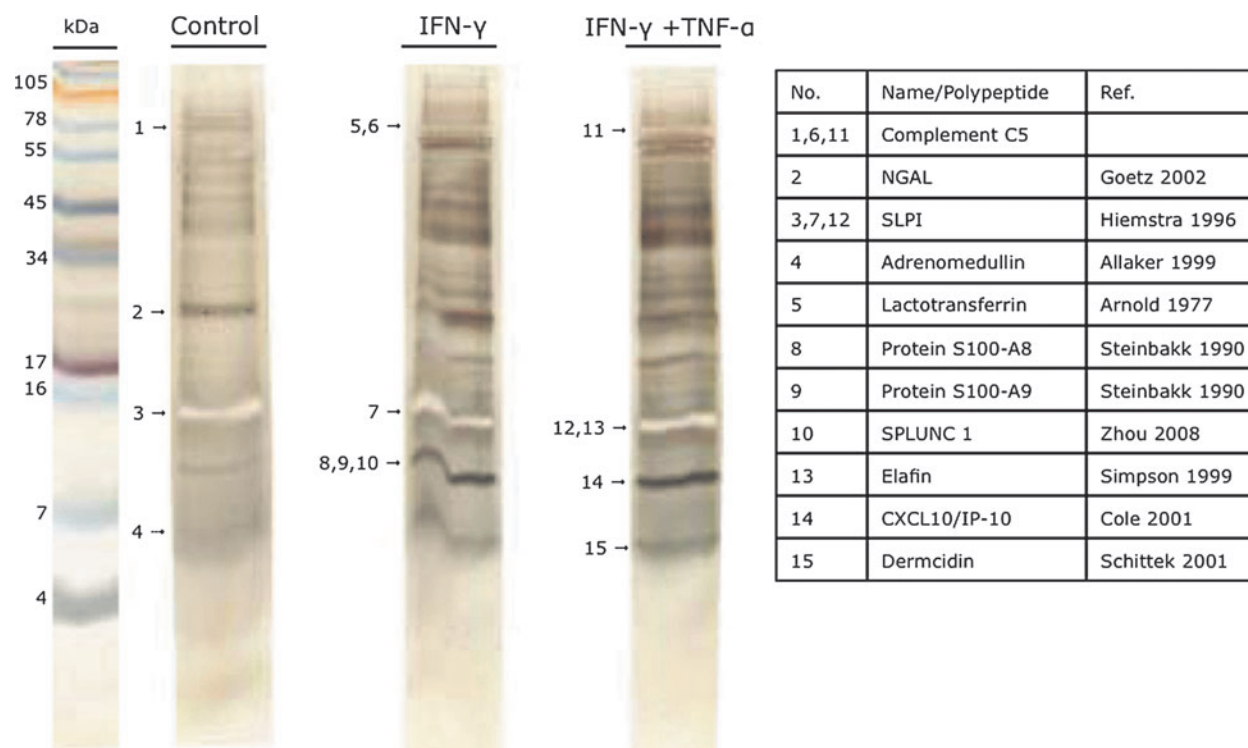 kDa
Control
IFN-γ
IFN-γ +TNF-α
105
78
55
45
34
17
16
7
4
1 →
2 →
3 →
4 →
5,6 →
7 →
8,9,10 →
11 →
12,13 →
14 →
15 →
No. Name/Polypeptide Ref.
1,6,11 Complement C5
2 NGAL Goetz 2002
3,7,12 SLPI Hiemstra 1996
4 Adrenomedullin Allaker 1999
5 Lactotransferrin Arnold 1977
8 Protein S100-A8 Steinbakk 1990
9 Protein S100-A9 Steinbakk 1990
10 SPLUNC 1 Zhou 2008
13 Elafin Simpson 1999
14 CXCL10/IP-10 Cole 2001
15 Dermcidin Schittek 2001